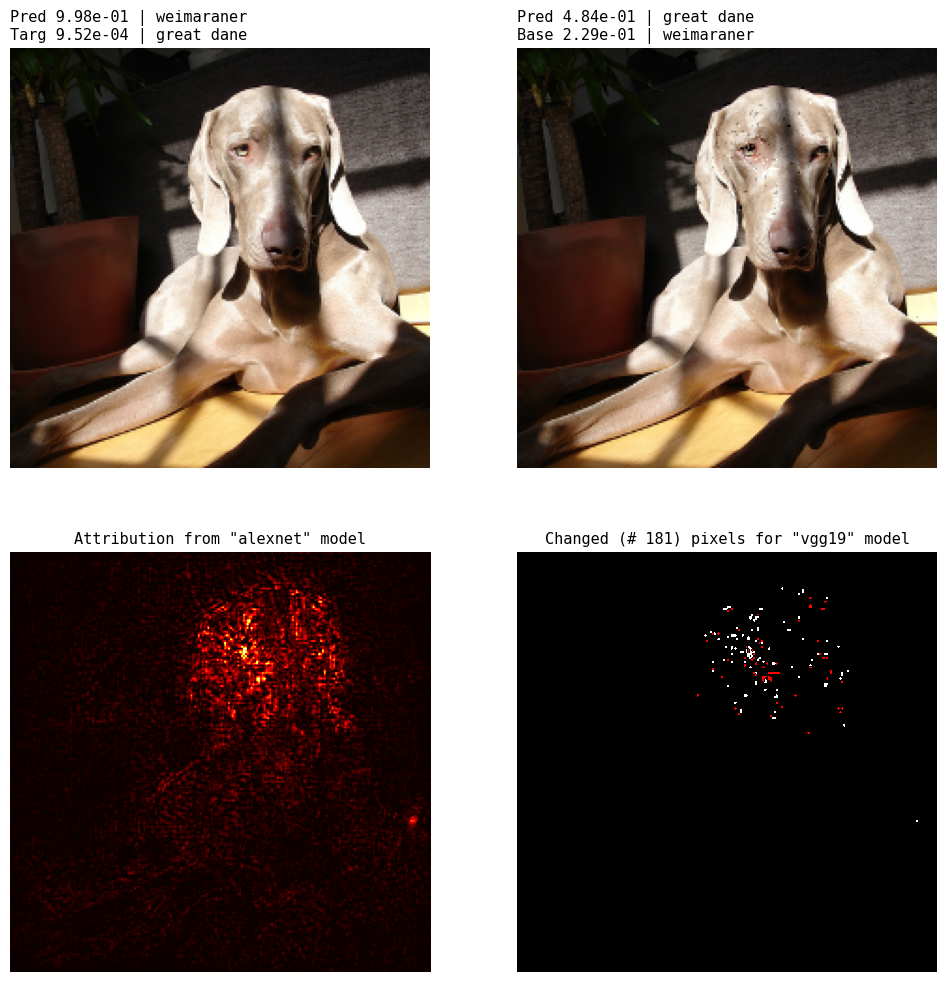 Pred 9.98e-01 | weimaraner
Targ 9.52e-04 | great dane
Pred 4.84e-01 | great dane
Base 2.29e-01 | weimaraner
Attribution from "alexnet" model
Changed (# 181) pixels for "vgg19" model